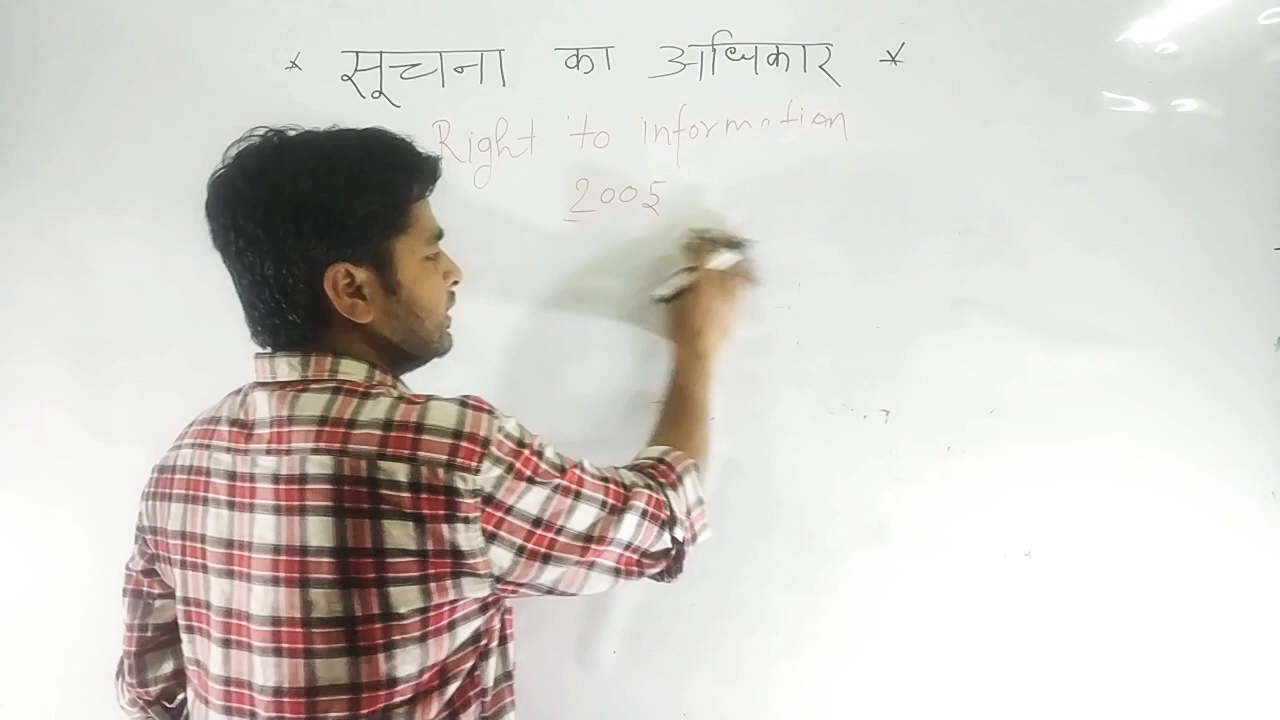 * सूचना का अधिकार *
Right to information
2005